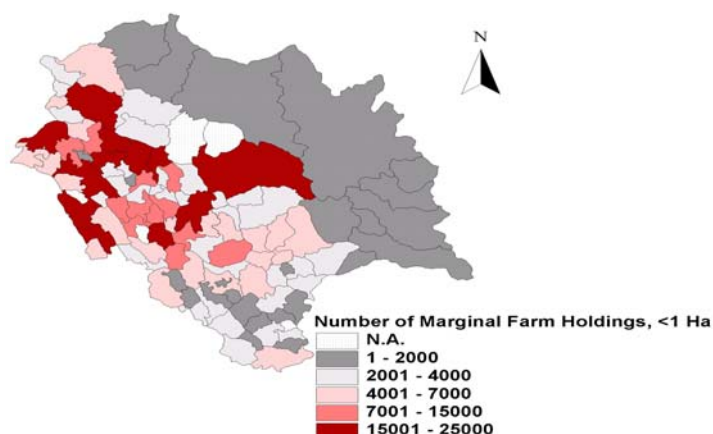 N
Number of Marginal Farm Holdings, <1 Ha
N.A.
1 - 2000
2001 - 4000
4001 - 7000
7001 - 15000
15001 - 25000